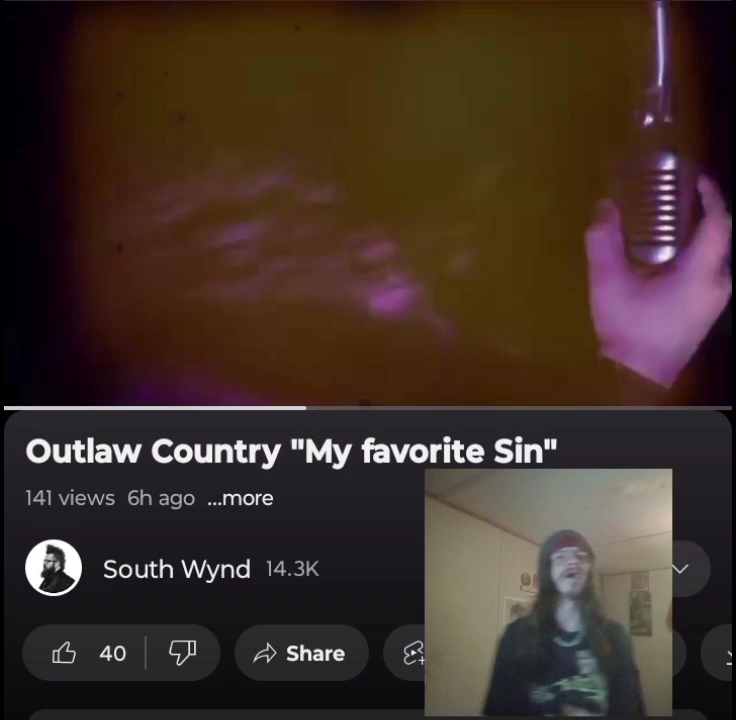 Outlaw Country "My favorite Sin"
141 views 6h ago ...more
South Wynd 14.3K
40 Share